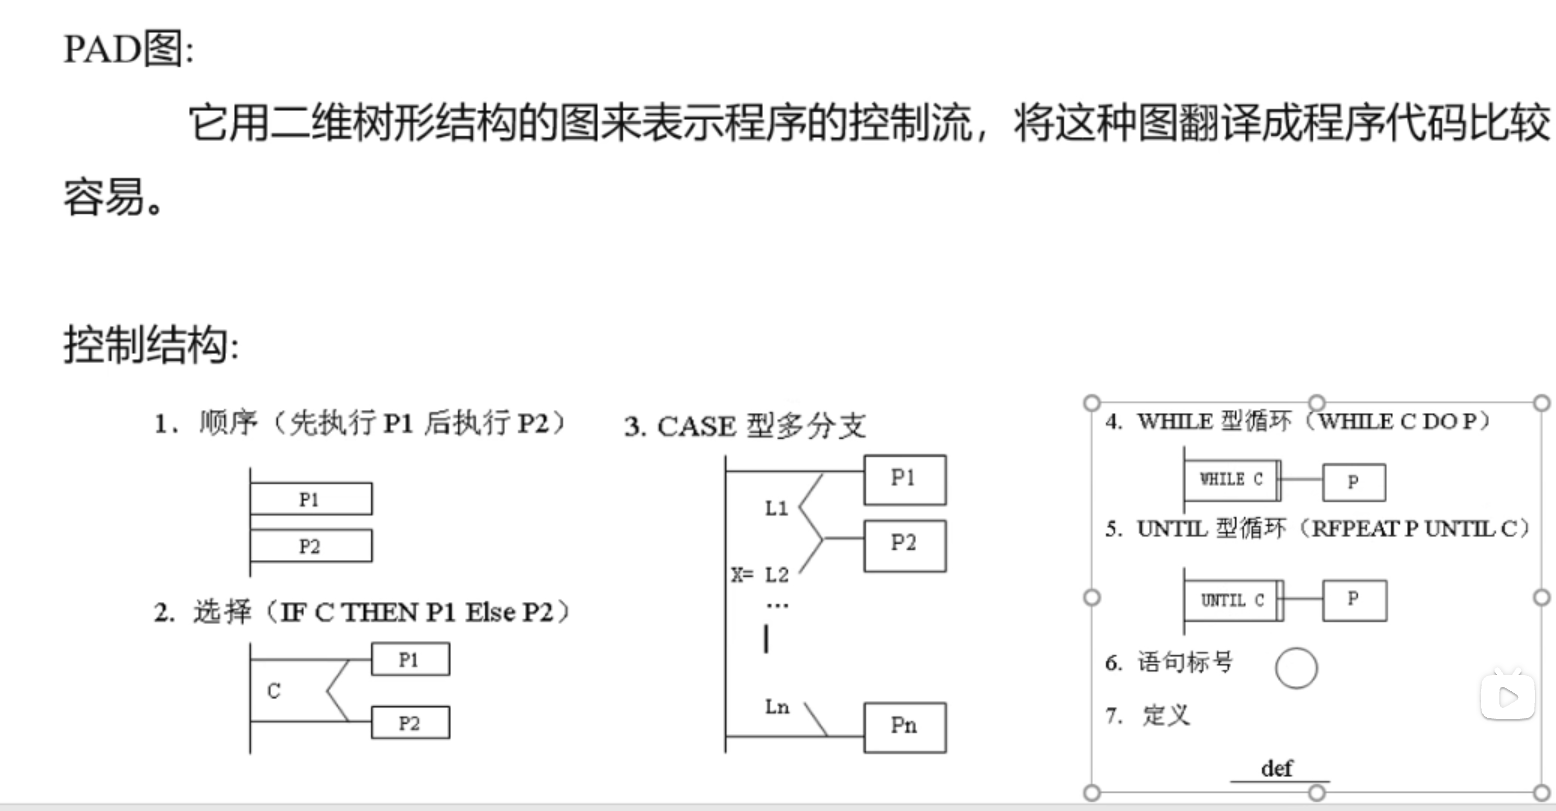 PAD图:
它用二维树形结构的图来表示程序的控制流，将这种图翻译成程序代码比较
容易。
控制结构:
1. 顺序（先执行 P1 后执行 P2）
P1
P2
2. 选择（IF C THEN P1 Else P2）
C
P1
P2
3. CASE 型多分支
P1
L1
P2
X= L2
...
Ln
Pn
4. WHILE 型循环（WHILE C DO P）
WHILE C
P
5. UNTIL 型循环（RFPEAT P UNTIL C）
UNTIL C
P
6. 语句标号
7. 定义
def